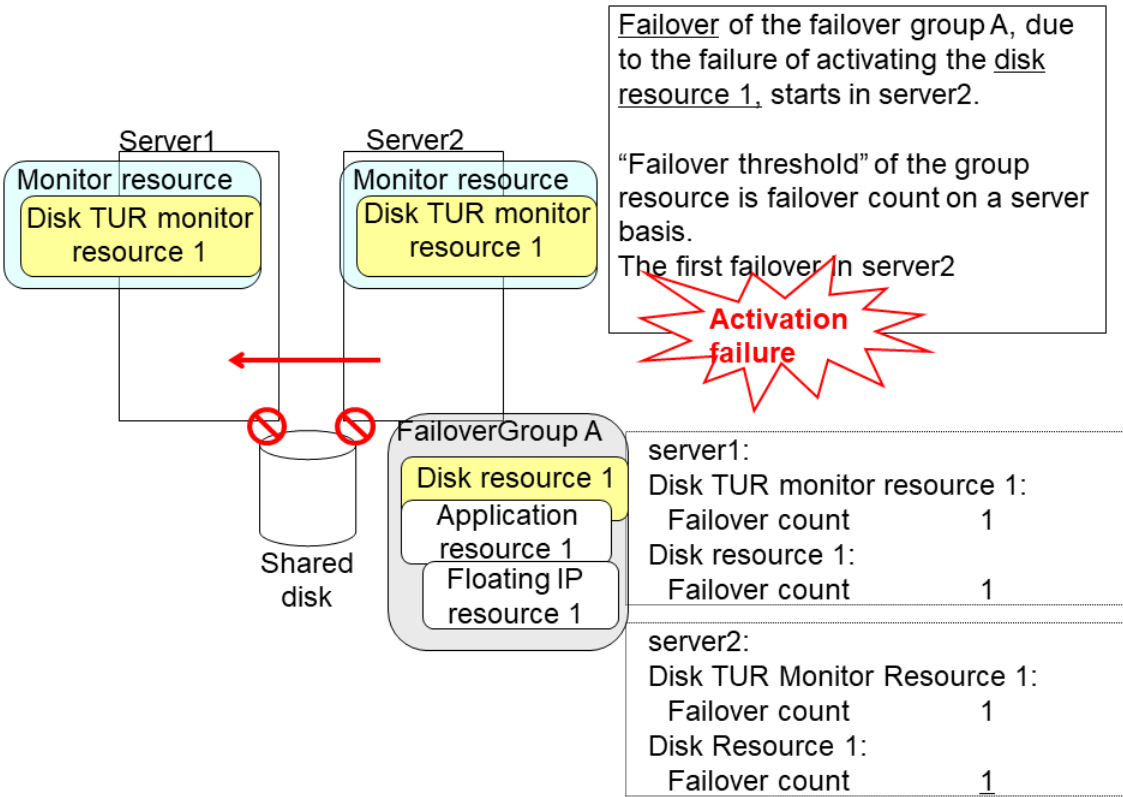 Failover of the failover group A, due
to the failure of activating the disk
resource 1, starts in server2.
“Failover threshold” of the group
resource is failover count on a server
basis.
The first failover in server2
Activation
failure
Server1
Monitor resource
Disk TUR monitor
resource 1
Server2
Monitor resource
Disk TUR monitor
resource 1
Shared
disk
FailoverGroup A
Disk resource 1
Application
resource 1
Floating IP
resource 1
server1:
Disk TUR monitor resource 1:
Failover count 1
Disk resource 1:
Failover count 1
server2:
Disk TUR Monitor Resource 1:
Failover count 1
Disk Resource 1:
Failover count 1